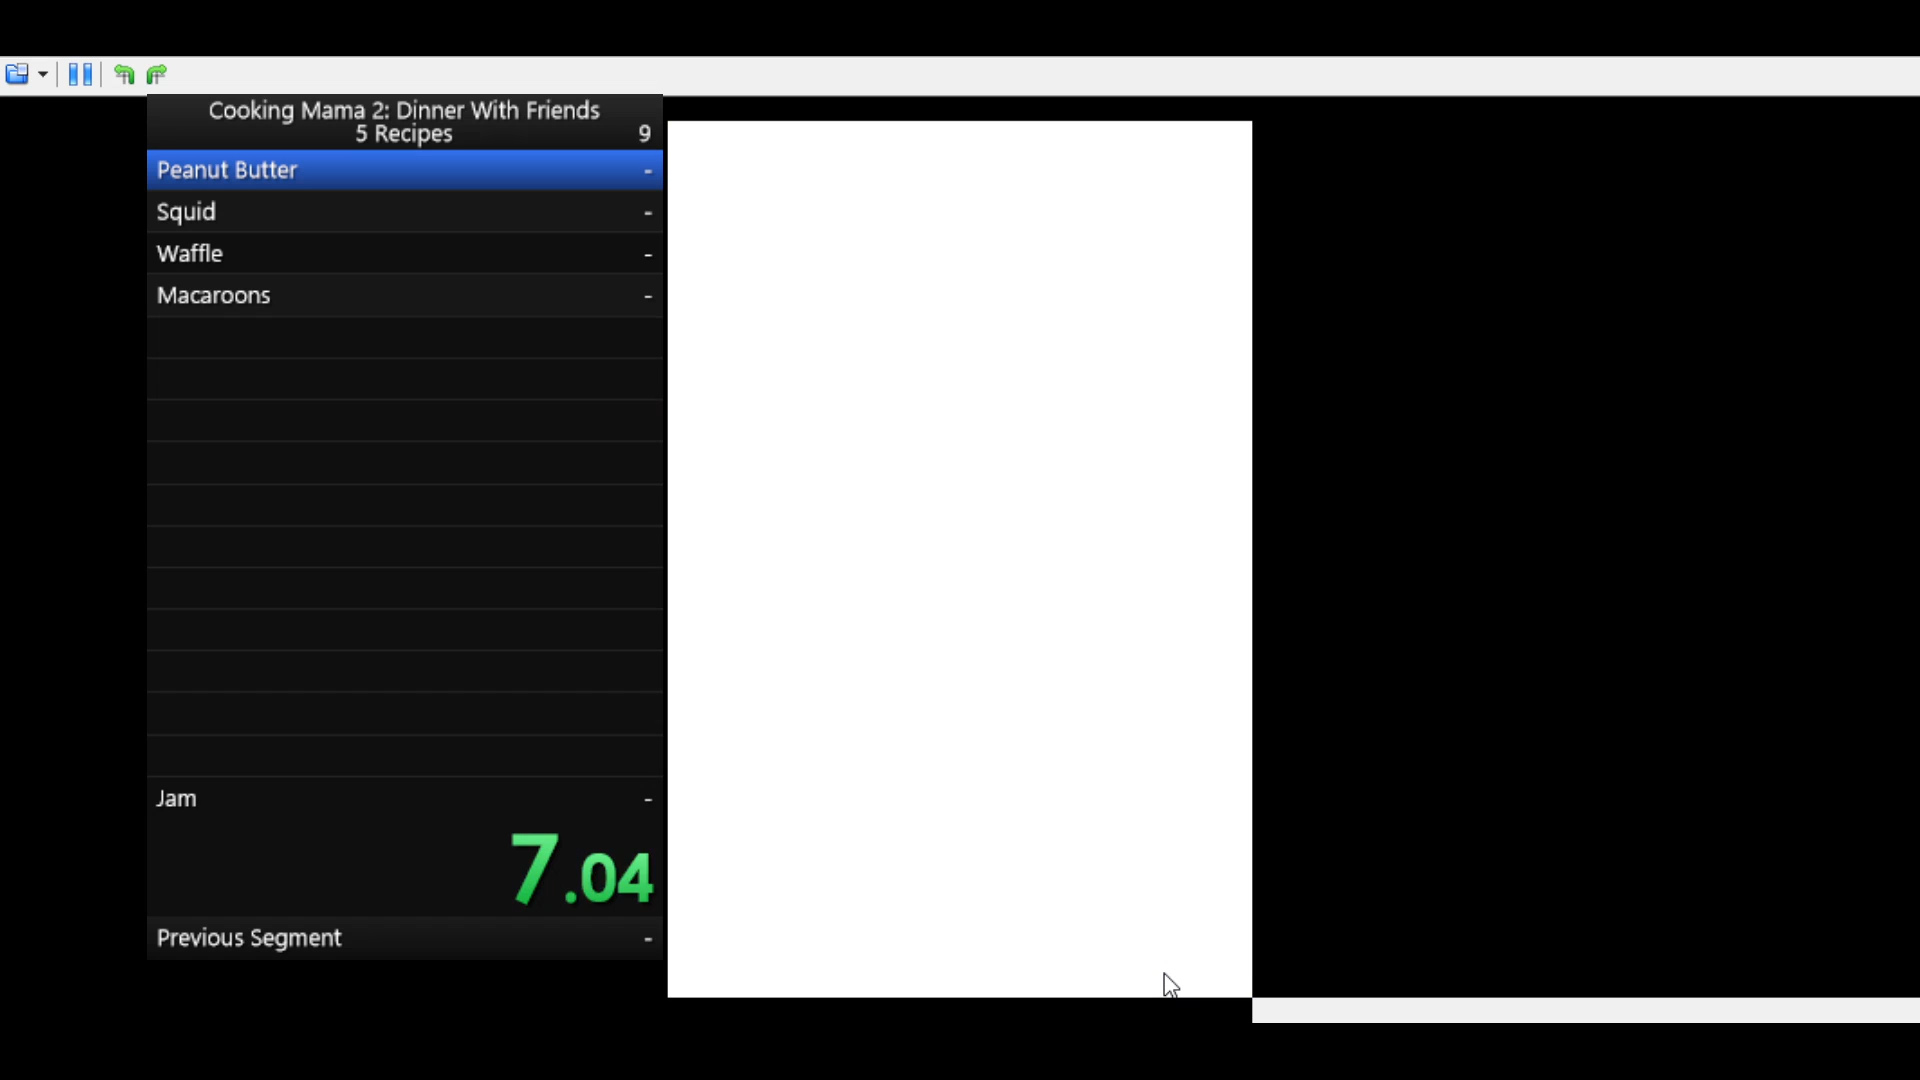 Cooking Mama 2: Dinner With Friends
5 Recipes 9
Peanut Butter -
Squid -
Waffle -
Macaroons -
Jam -
7.04
Previous Segment -